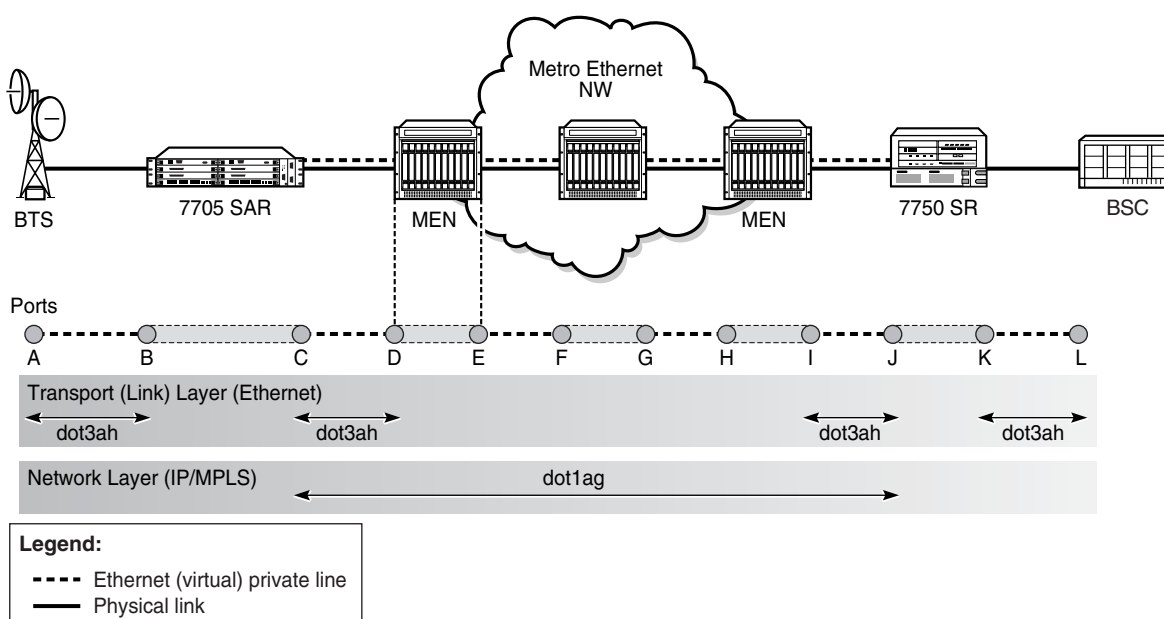 Metro Ethernet
NW
BTS
7705 SAR
MEN
MEN
7750 SR
BSC
Ports
A B C D E F G H I J K L
Transport (Link) Layer (Ethernet)
dot3ah dot3ah dot3ah dot3ah
Network Layer (IP/MPLS)
dot1ag
Legend:
Ethernet (virtual) private line
Physical link